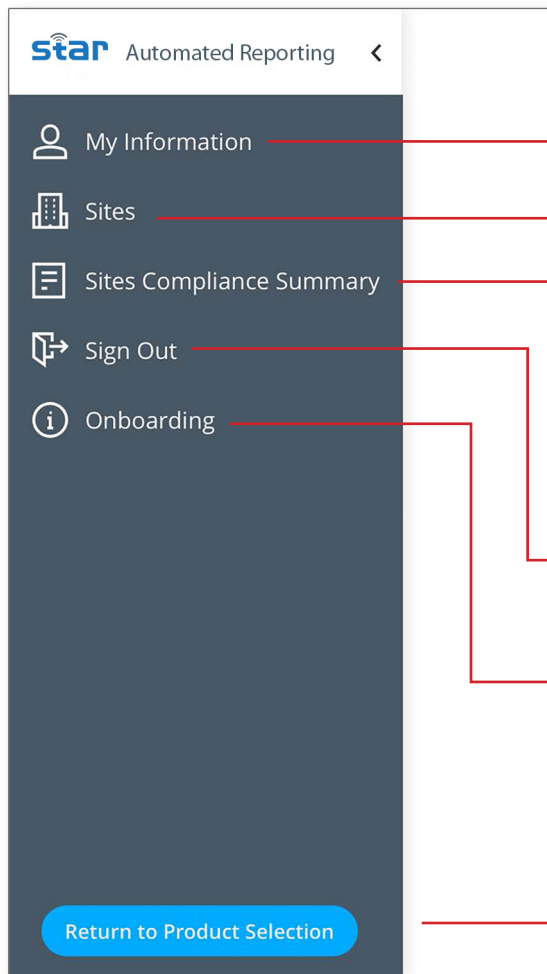 star Automated Reporting
My Information
Sites
Sites Compliance Summary
Sign Out
Onboarding
Return to Product Selection